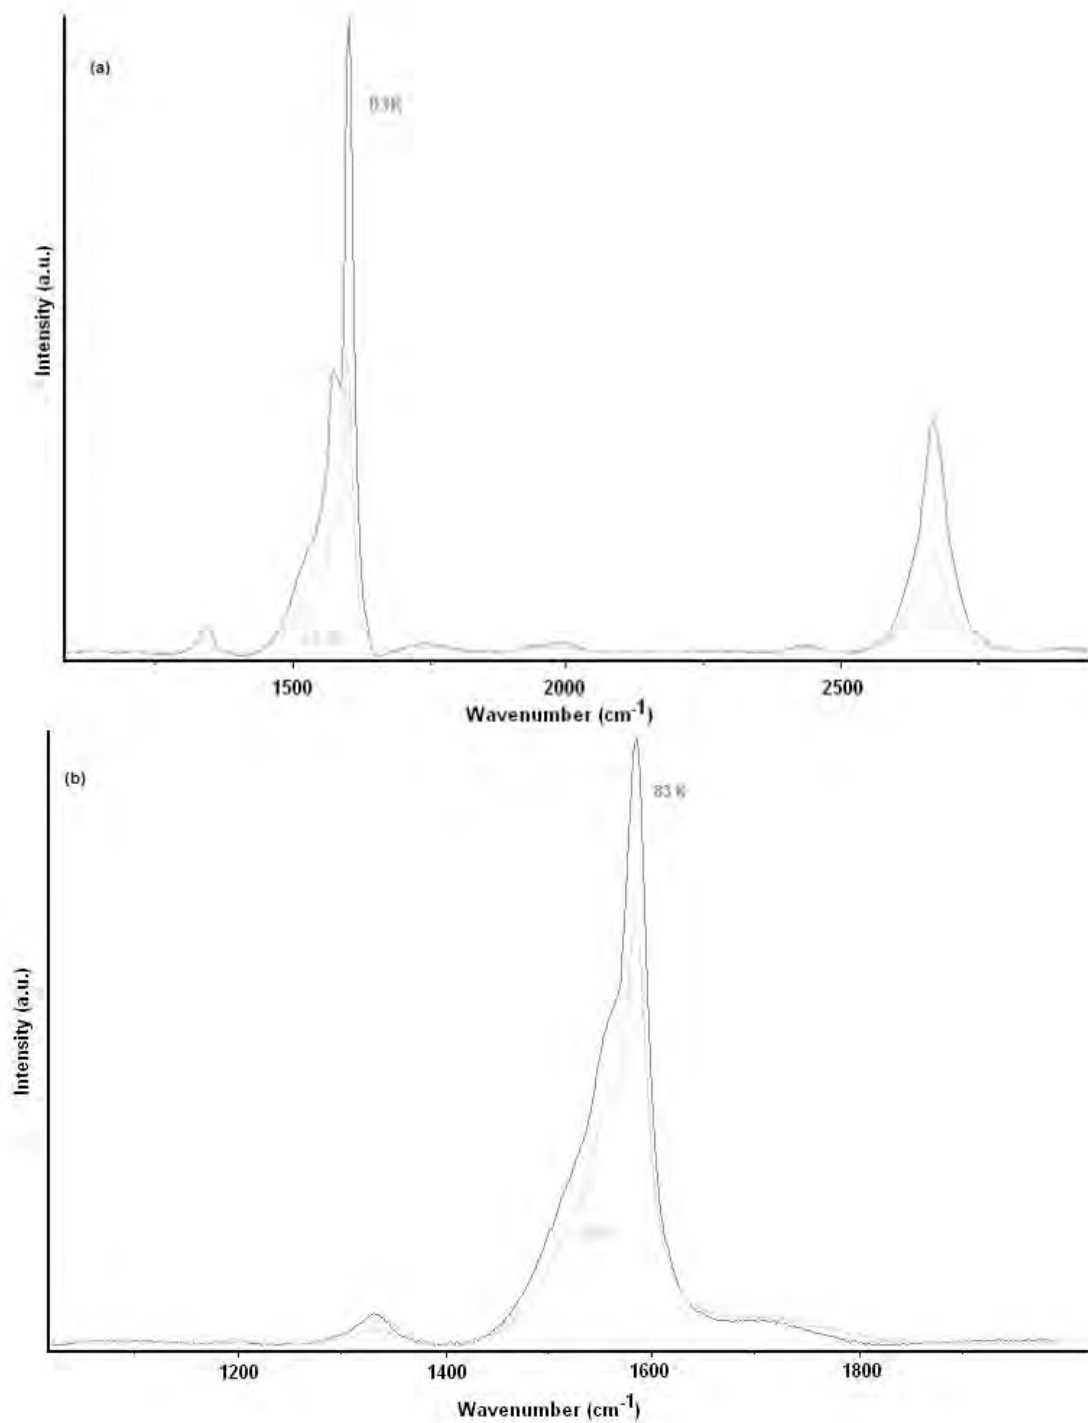 (a)
Intensity (a.u.)
1500 2000 2500
Wavenumber (cm-1)
(b)
83 K
Intensity (a.u.)
1200 1400 1600 1800
Wavenumber (cm-1)